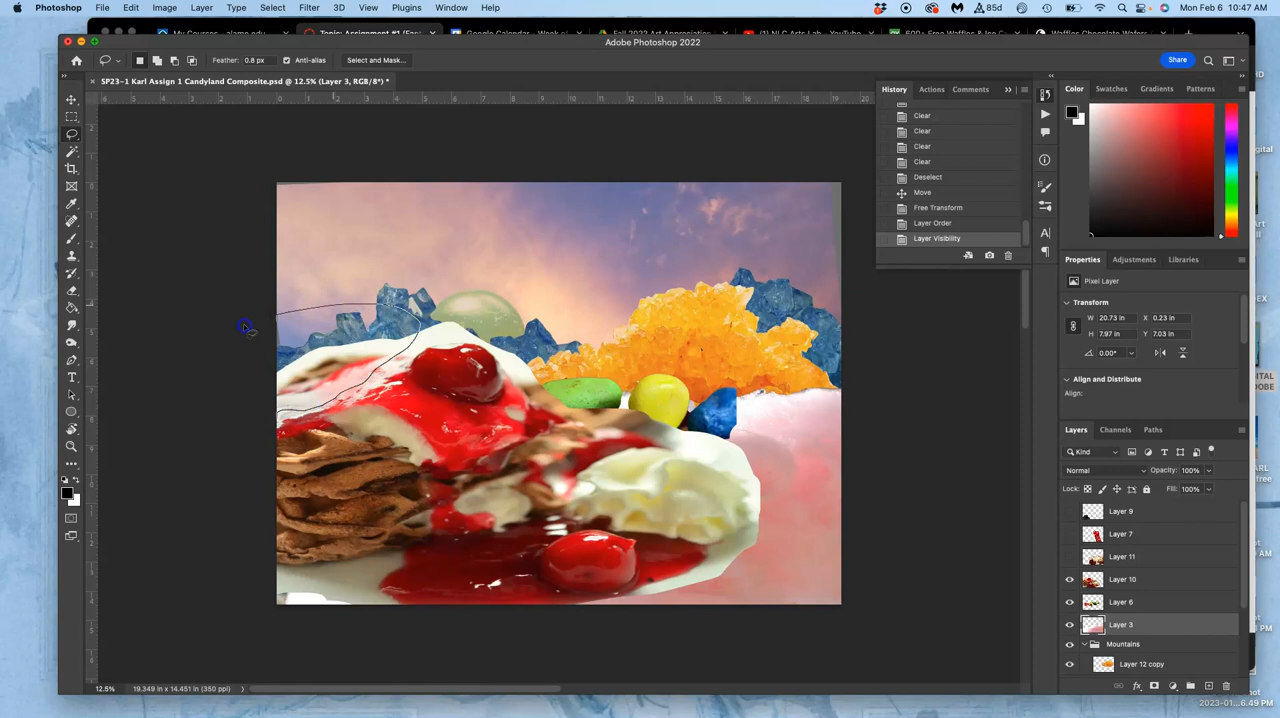 Photoshop File Edit Image Layer Type Select Filter 3D View Plugins Window Help 85d Mon Feb 6 10:47 AM
Adobe Photoshop 2022
Feather: 0.8 px Anti-alias Select and Mask... Share
SP23-1 Karl Assign 1 Candyland Composite.psd @ 12.5% (Layer 3, RGB/8*) *
History Actions Comments
Clear
Clear
Clear
Clear
Deselect
Move
Free Transform
Layer Order
Layer Visibility
Color Swatches Gradients Patterns
Properties Adjustments Libraries
Pixel Layer
Transform
W 20.73 in X 0.23 in
H 7.97 in Y 7.03 in
0.00°
Align and Distribute
Align:
Layers Channels Paths
Kind
Normal Opacity: 100%
Lock: Fill: 100%
Layer 9
Layer 7
Layer 11
Layer 10
Layer 6
Layer 3
Mountains
Layer 12 copy
12.5% 19.349 in x 14.451 in (350 ppi)